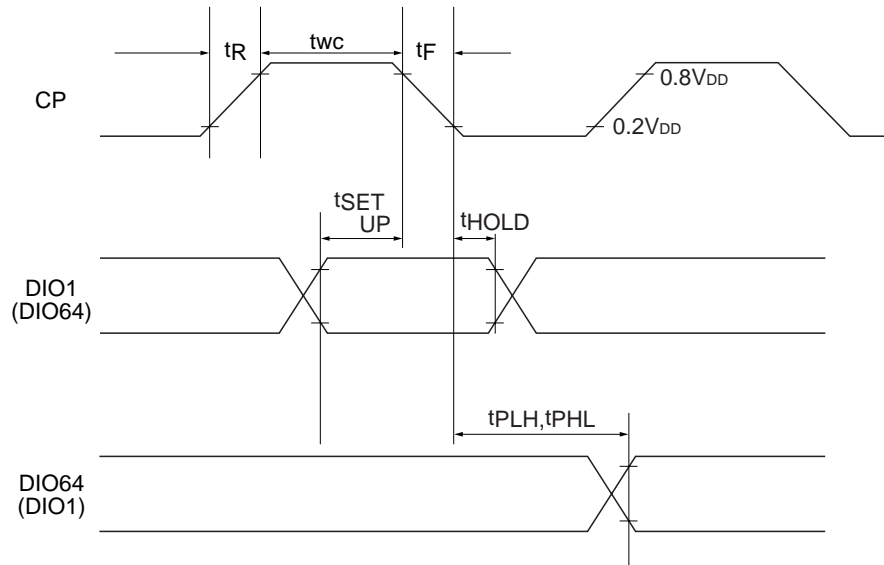 tR twc tF
CP
0.8VDD
0.2VDD
tSET
UP
tHOLD
DIO1
(DIO64)
tPLH,tPHL
DIO64
(DIO1)